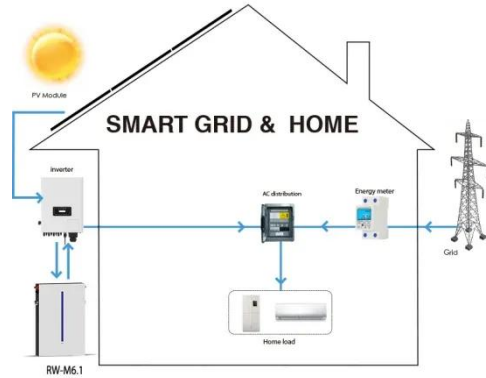 PV Module
SMART GRID & HOME
inverter
AC distribution
Energy meter
Grid
Home load
RW-M6.1